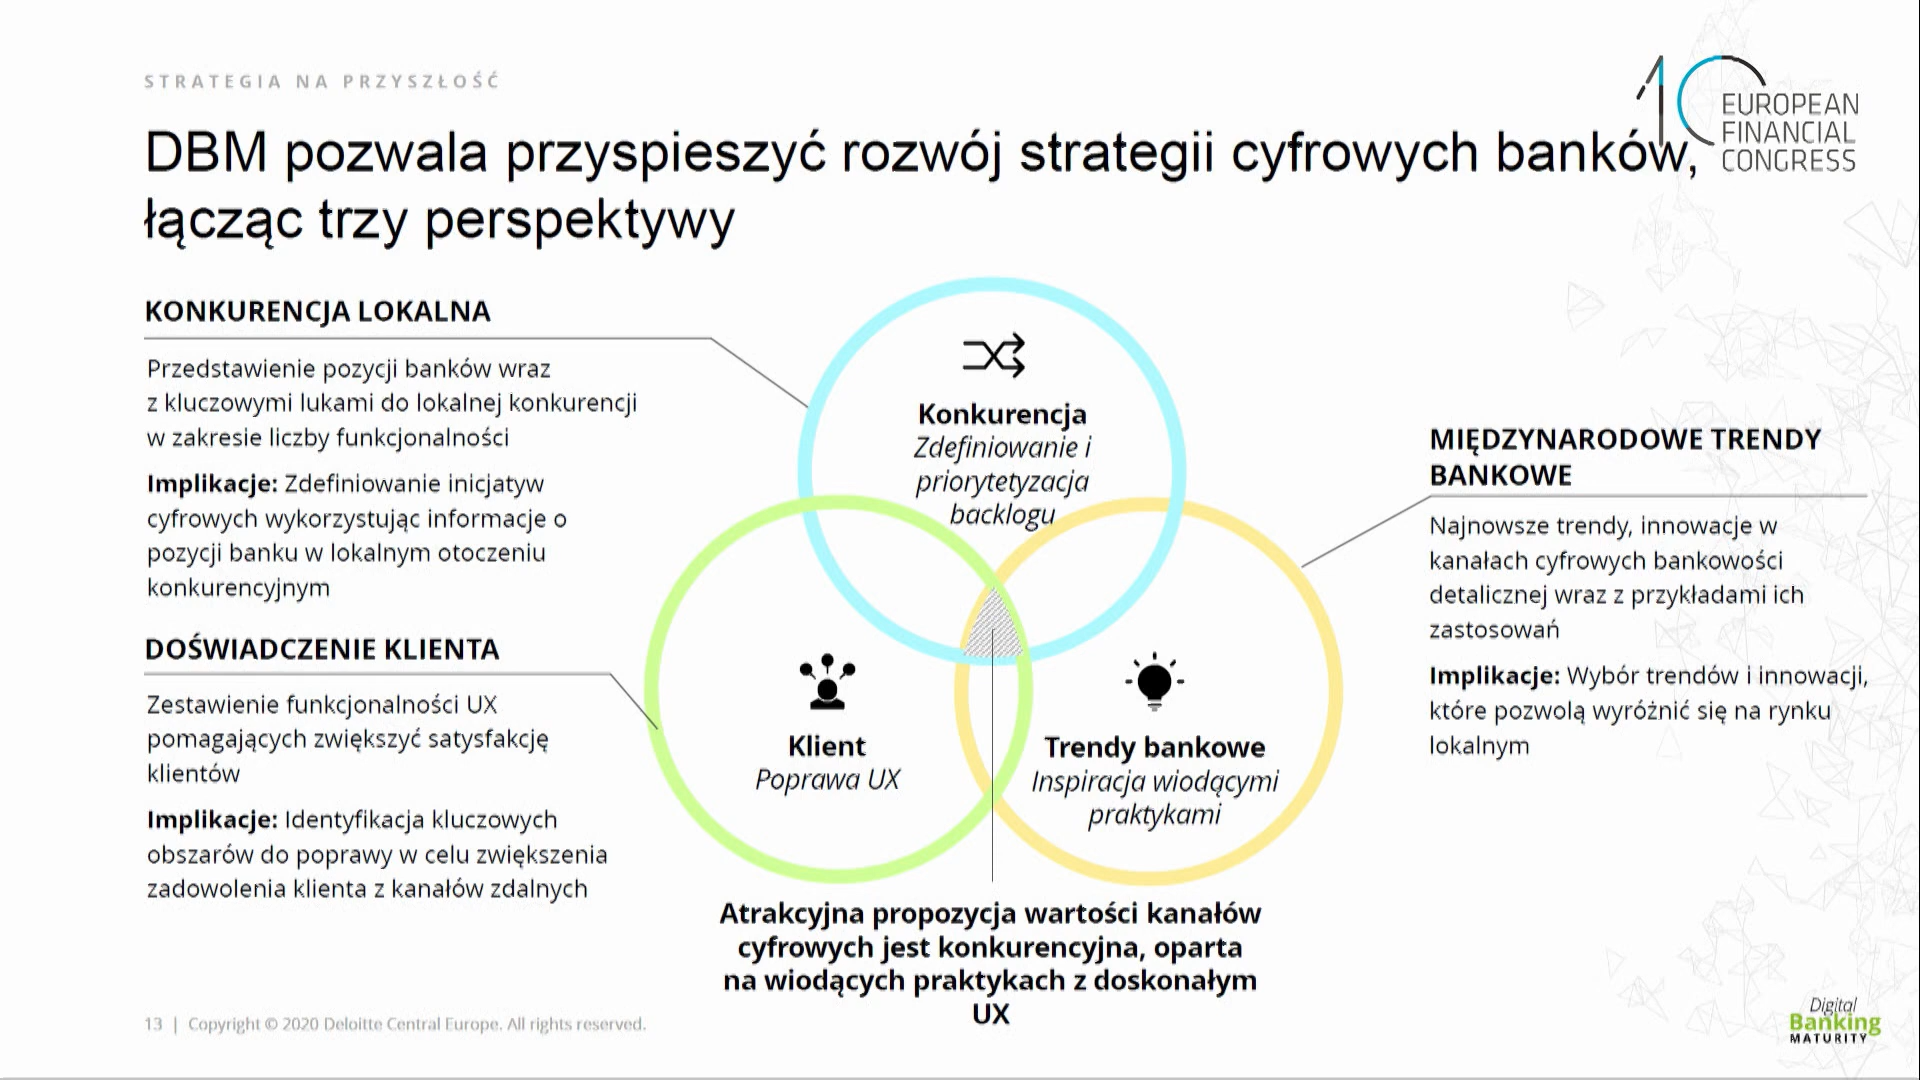 STRATEGIA NA PRZYSZŁOŚĆ
DBM pozwala przyspieszyć rozwój strategii cyfrowych banków,
łącząc trzy perspektywy
10
EUROPEAN
FINANCIAL
CONGRESS
KONKURENCJA LOKALNA
Przedstawienie pozycji banków wraz
z kluczowymi lukami do lokalnej konkurencji
w zakresie liczby funkcjonalności
Implikacje: Zdefiniowanie inicjatyw
cyfrowych wykorzystując informacje o
pozycji banku w lokalnym otoczeniu
konkurencyjnym
DOŚWIADCZENIE KLIENTA
Zestawienie funkcjonalności UX
pomagających zwiększyć satysfakcję
klientów
Implikacje: Identyfikacja kluczowych
obszarów do poprawy w celu zwiększenia
zadowolenia klienta z kanałów zdalnych
Konkurencja
Zdefiniowanie i
priorytetyzacja
backlogu
Klient
Poprawa UX
Trendy bankowe
Inspiracja wiodącymi
praktykami
Atrakcyjna propozycja wartości kanałów
cyfrowych jest konkurencyjna, oparta
na wiodących praktykach z doskonałym
UX
MIĘDZYNARODOWE TRENDY
BANKOWE
Najnowsze trendy, innowacje w
kanałach cyfrowych bankowości
detalicznej wraz z przykładami ich
zastosowań
Implikacje: Wybór trendów i innowacji,
które pozwolą wyróżnić się na rynku
lokalnym
13 | Copyright © 2020 Deloitte Central Europe. All rights reserved.
Digital
Banking
MATURITY